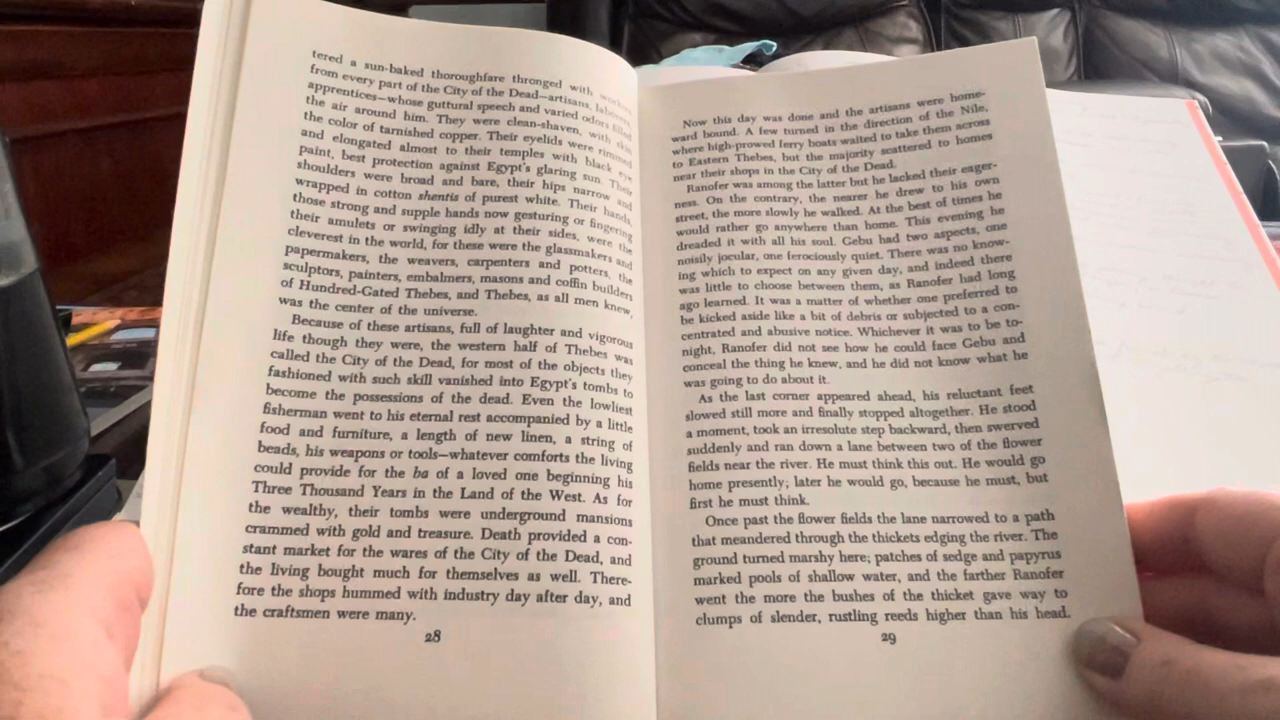 tered a sun-baked thoroughfare thronged with workers
from every part of the City of the Dead—artisans, laborers,
apprentices—whose guttural speech and varied odors filled
the air around him. They were clean-shaven, with skin
the color of tarnished copper. Their eyelids were rimmed
and elongated almost to their temples with black eye
paint, best protection against Egypt's glaring sun. Their
shoulders were broad and bare, their hips narrow and
wrapped in cotton shentis of purest white. Their hands,
those strong and supple hands now gesturing or fingering
their amulets or swinging idly at their sides, were the
cleverest in the world, for these were the glassmakers and
papermakers, the weavers, carpenters and potters, the
sculptors, painters, embalmers, masons and coffin builders
of Hundred-Gated Thebes, and Thebes, as all men knew,
was the center of the universe.
Because of these artisans, full of laughter and vigorous
life though they were, the western half of Thebes was
called the City of the Dead, for most of the objects they
fashioned with such skill vanished into Egypt's tombs to
become the possessions of the dead. Even the lowliest
fisherman went to his eternal rest accompanied by a little
food and furniture, a length of new linen, a string of
beads, his weapons or tools—whatever comforts the living
could provide for the ba of a loved one beginning his
Three Thousand Years in the Land of the West. As for
the wealthy, their tombs were underground mansions
crammed with gold and treasure. Death provided a con-
stant market for the wares of the City of the Dead, and
the living bought much for themselves as well. There-
fore the shops hummed with industry day after day, and
the craftsmen were many.
28
Now this day was done and the artisans were home-
ward bound. A few turned in the direction of the Nile,
where high-prowed ferry boats waited to take them across
to Eastern Thebes, but the majority scattered to homes
near their shops in the City of the Dead.
Ranofer was among the latter but he lacked their eager-
ness. On the contrary, the nearer he drew to his own
street, the more slowly he walked. At the best of times he
would rather go anywhere than home. This evening he
dreaded it with all his soul. Gebu had two aspects, one
noisily jocular, one ferociously quiet. There was no know-
ing which to expect on any given day, and indeed there
was little to choose between them, as Ranofer had long
ago learned. It was a matter of whether one preferred to
be kicked aside like a bit of debris or subjected to a con-
centrated and abusive notice. Whichever it was to be to-
night, Ranofer did not see how he could face Gebu and
conceal the thing he knew, and he did not know what he
was going to do about it.
As the last corner appeared ahead, his reluctant feet
slowed still more and finally stopped altogether. He stood
a moment, took an irresolute step backward, then swerved
suddenly and ran down a lane between two of the flower
fields near the river. He must think this out. He would go
home presently; later he would go, because he must, but
first he must think.
Once past the flower fields the lane narrowed to a path
that meandered through the thickets edging the river. The
ground turned marshy here; patches of sedge and papyrus
marked pools of shallow water, and the farther Ranofer
went the more the bushes of the thicket gave way to
clumps of slender, rustling reeds higher than his head.
29